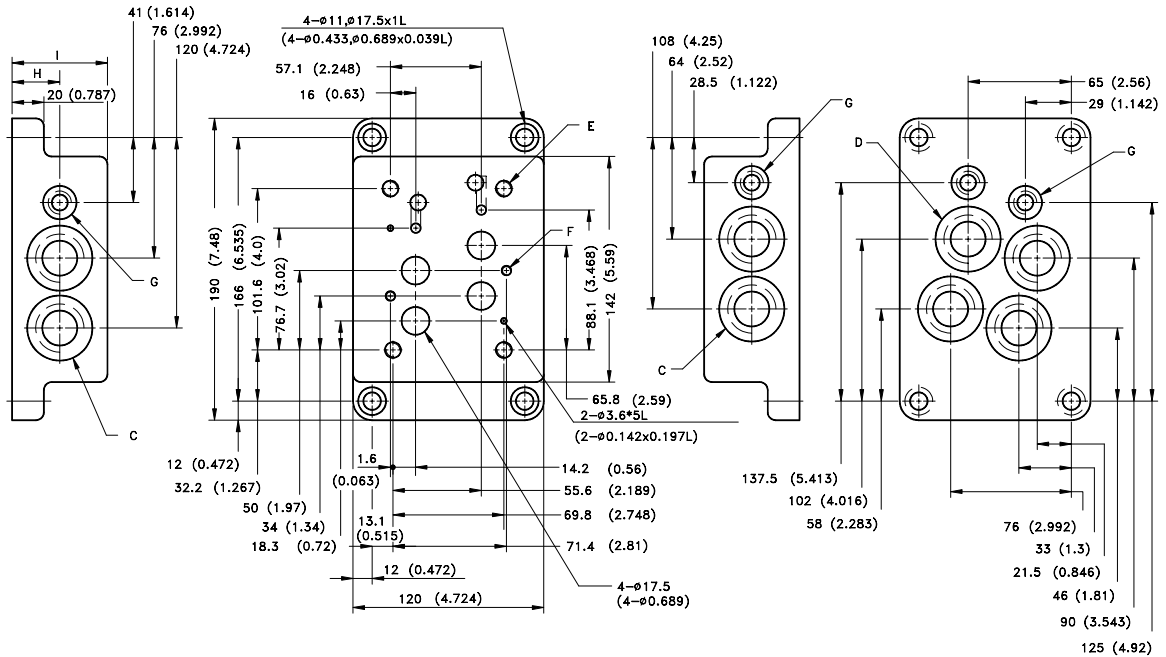 41 (1.614)
76 (2.992)
120 (4.724)
I
H
20 (0.787)
G
C
4-ø11,ø17.5x1L
(4-ø0.433,ø0.689x0.039L)
57.1 (2.248)
16 (0.63)
E
F
190 (7.48)
166 (6.535)
101.6 (4.0)
76.7 (3.02)
88.1 (3.468)
142 (5.59)
65.8 (2.59)
2-ø3.6*5L
(2-ø0.142x0.197L)
12 (0.472)
32.2 (1.267)
50 (1.97)
34 (1.34)
18.3 (0.72)
1.6
(0.063)
13.1
(0.515)
14.2 (0.56)
55.6 (2.189)
69.8 (2.748)
71.4 (2.81)
12 (0.472)
120 (4.724)
4-ø17.5
(4-ø0.689)
108 (4.25)
64 (2.52)
28.5 (1.122)
G
C
65 (2.56)
29 (1.142)
D
G
137.5 (5.413)
102 (4.016)
58 (2.283)
76 (2.992)
33 (1.3)
21.5 (0.846)
46 (1.81)
90 (3.543)
125 (4.92)